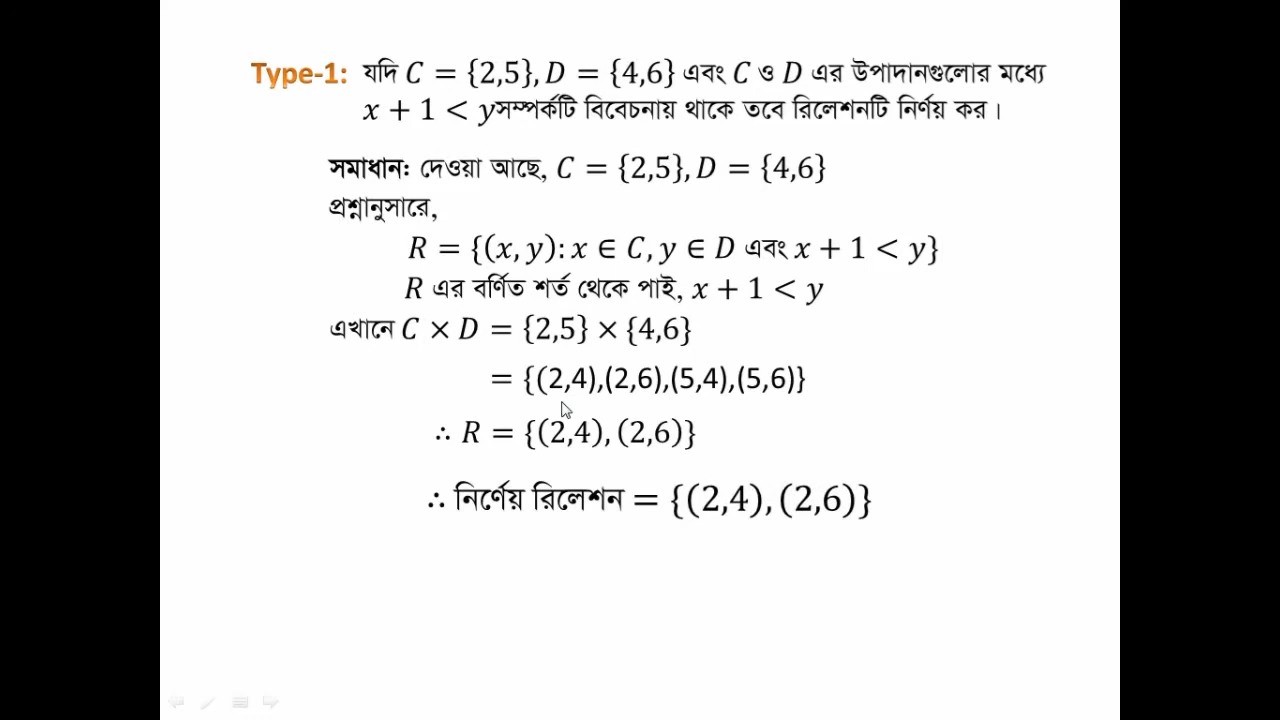 Type-1: যদি C = {2,5}, D = {4,6} এবং C ও D এর উপাদানগুলোর মধ্যে
x + 1 < y সম্পর্কটি বিবেচনায় থাকে তবে রিলেশনটি নির্ণয় কর।
সমাধান: দেওয়া আছে, C = {2,5}, D = {4,6}
প্রশ্নানুসারে,
R = {(x, y): x ∈ C, y ∈ D এবং x + 1 < y}
R এর বর্ণিত শর্ত থেকে পাই, x + 1 < y
এখানে C × D = {2,5} × {4,6}
= {(2,4),(2,6),(5,4),(5,6)}
∴ R = {(2,4), (2,6)}
∴ নির্ণেয় রিলেশন = {(2,4), (2,6)}